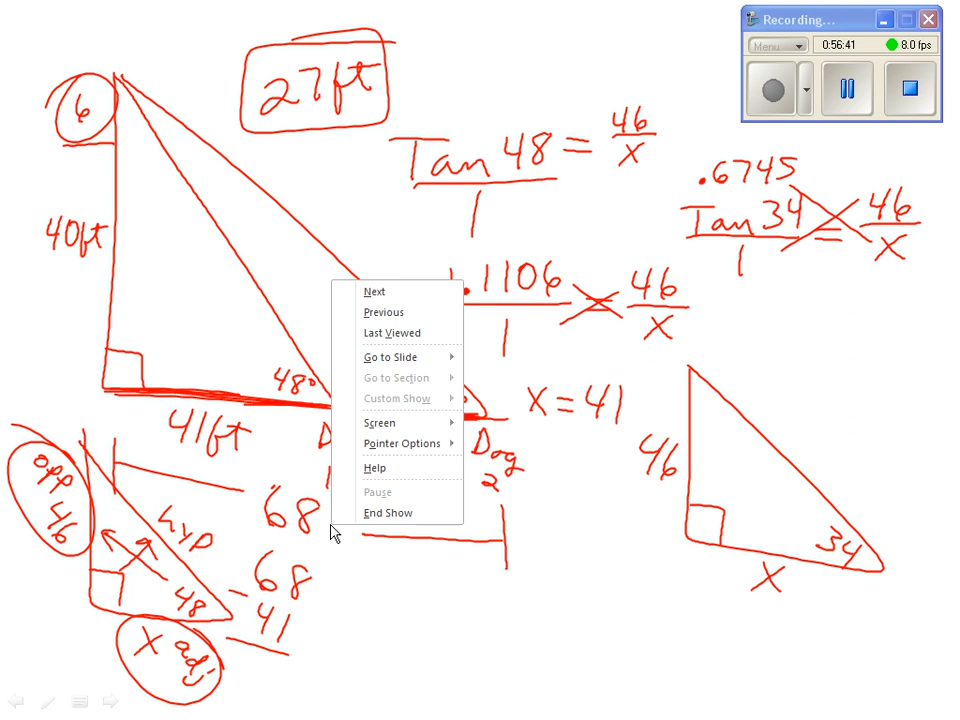 Recording...
Menu
0:56:41
8.0 fps
6
27ft
Tan 48 = 46
1
x
.6745
Tan 34 = 46
1
x
40ft
.1106 = 46
1
x
48°
41ft
x = 41
Next
Previous
Last Viewed
Go to Slide
Go to Section
Custom Show
Screen
Pointer Options
Help
Pause
End Show
Dog
2
opp
46
hyp
48
x adj
68
68
- 41
46
34
x